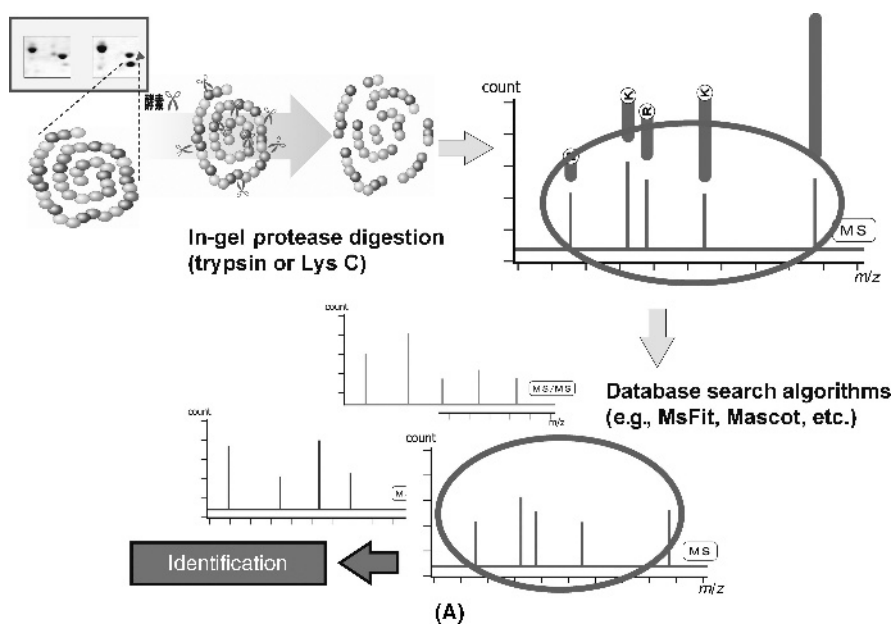 酵素
count
K
R
K
MS
m/z
In-gel protease digestion
(trypsin or Lys C)
count
MS/MS
m/z
Database search algorithms
(e.g., MsFit, Mascot, etc.)
count
M
count
MS
m/z
Identification
(A)